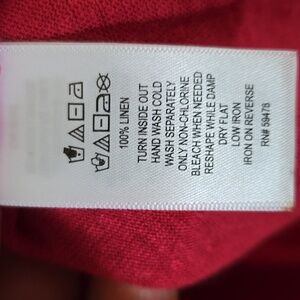 100% LINEN
TURN INSIDE OUT
HAND WASH COLD
WASH SEPARATELY
ONLY NON-CHLORINE
BLEACH WHEN NEEDED
RESHAPE WHILE DAMP
DRY FLAT
LOW IRON
IRON ON REVERSE
RN# 59478